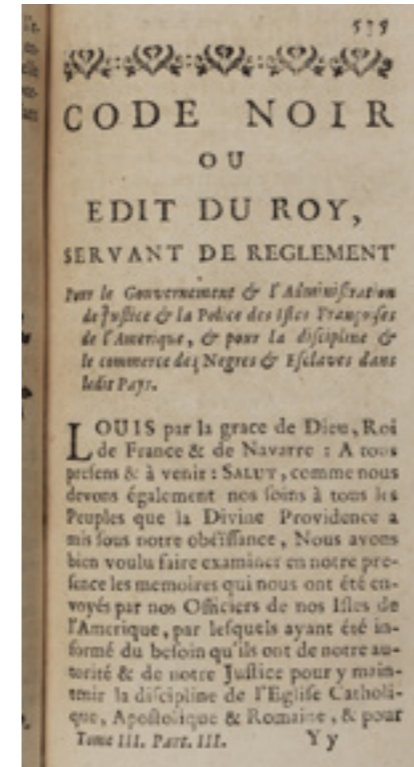 539
CODE NOIR
OU
EDIT DU ROY,
SERVANT DE REGLEMENT
Pour le Gouvernement & l'Administration
de Justice & la Police des Isles Françoises
de l'Amerique, & pour la discipline &
le commerce des Negres & Esclaves dans
ledit Pays.
LOUIS par la grace de Dieu, Roi
de France & de Navarre : A tous
presens & à venir : SALUT, comme nous
devons également nos soins à tous les
Peuples que la Divine Providence a
mis sous notre obéïssance, Nous avons
bien voulu faire examiner en notre pre-
sence les memoires qui nous ont été en-
voyés par nos Officiers de nos Isles de
l'Amerique, par lesquels ayant été in-
formé du besoin qu'ils ont de notre au-
torité & de notre Justice pour y main-
tenir la discipline de l'Eglise Catholi-
que, Apostolique & Romaine, & pour
Tome III. Part. III. Yy